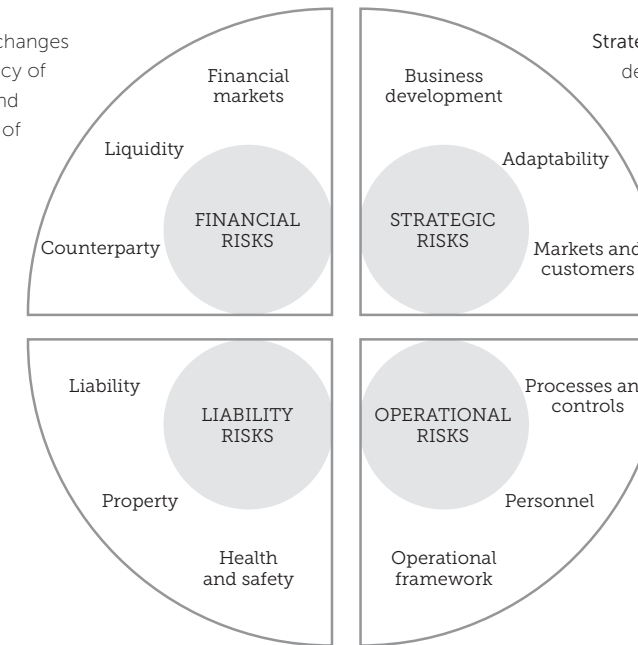 changes
cy of
nd
of
Strate
de
Financial
markets
Liquidity
Counterparty
FINANCIAL
RISKS
Business
development
Adaptability
Markets and
customers
STRATEGIC
RISKS
Liability
Property
Health
and safety
LIABILITY
RISKS
Processes an
controls
Personnel
Operational
framework
OPERATIONAL
RISKS